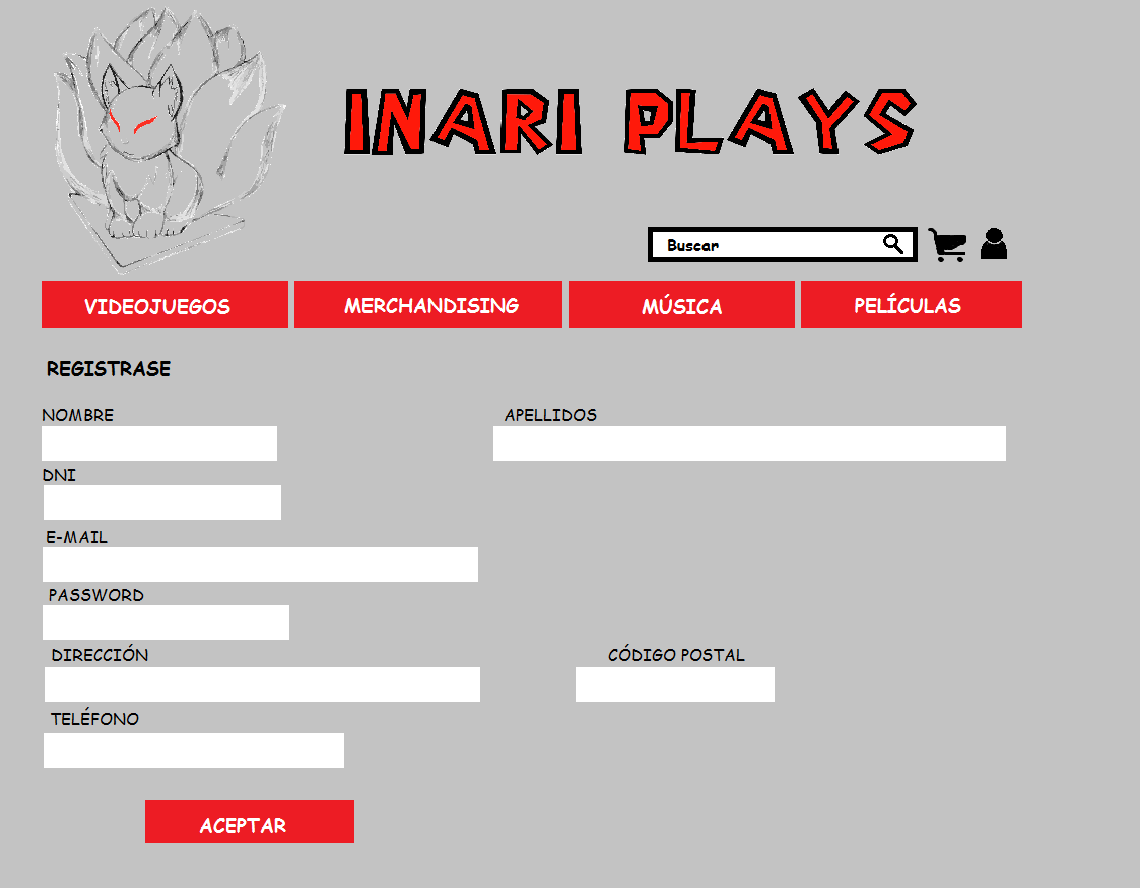 INARI PLAYS
Buscar
VIDEOJUEGOS MERCHANDISING MÚSICA PELÍCULAS
REGISTRASE
NOMBRE APELLIDOS
DNI
E-MAIL
PASSWORD
DIRECCIÓN CÓDIGO POSTAL
TELÉFONO
ACEPTAR